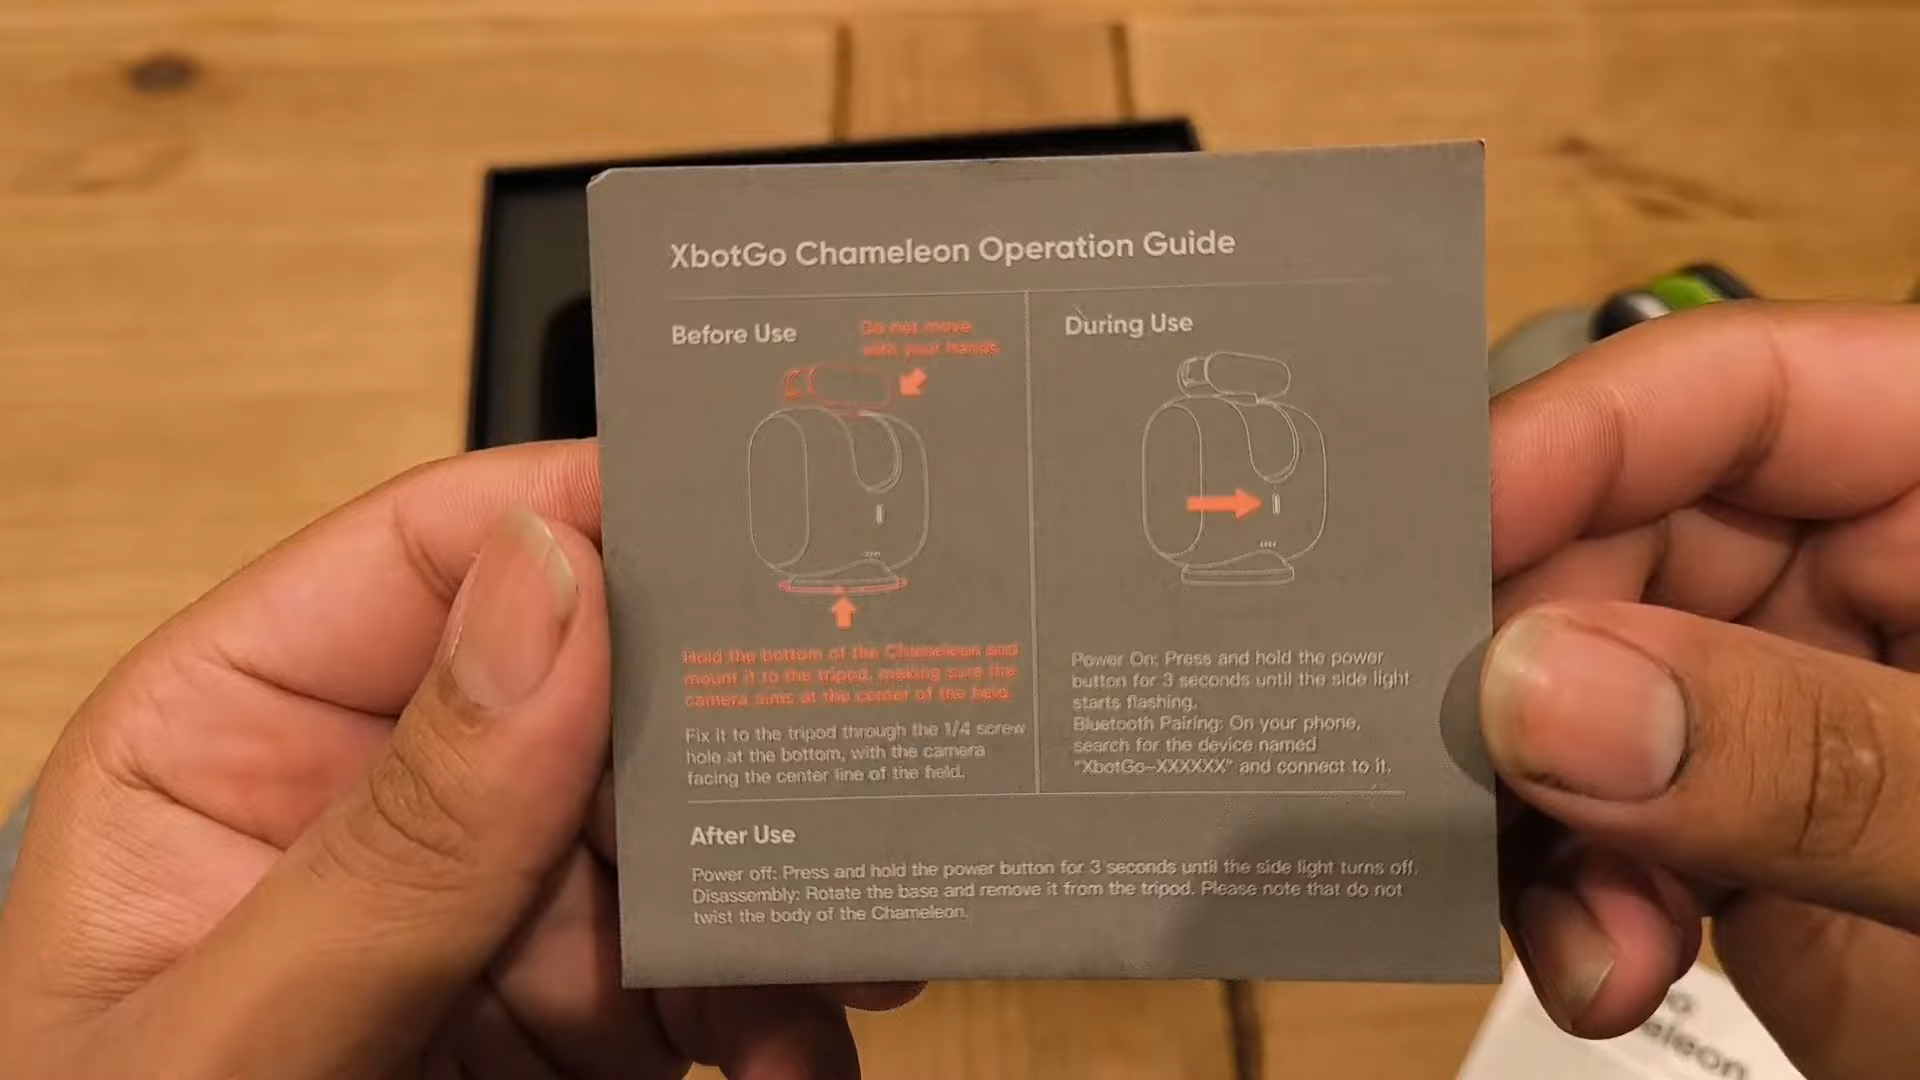 XbotGo Chameleon Operation Guide
Before Use
Do not move
with your hands
Hold the bottom of the Chameleon and
mount it to the tripod, making sure the
camera aims at the center of the field.
Fix it to the tripod through the 1/4 screw
hole at the bottom, with the camera
facing the center line of the field.
During Use
Power On: Press and hold the power
button for 3 seconds until the side light
starts flashing.
Bluetooth Pairing: On your phone,
search for the device named
"XbotGo-XXXXXX" and connect to it.
After Use
Power off: Press and hold the power button for 3 seconds until the side light turns off.
Disassembly: Rotate the base and remove it from the tripod. Please note that do not
twist the body of the Chameleon.